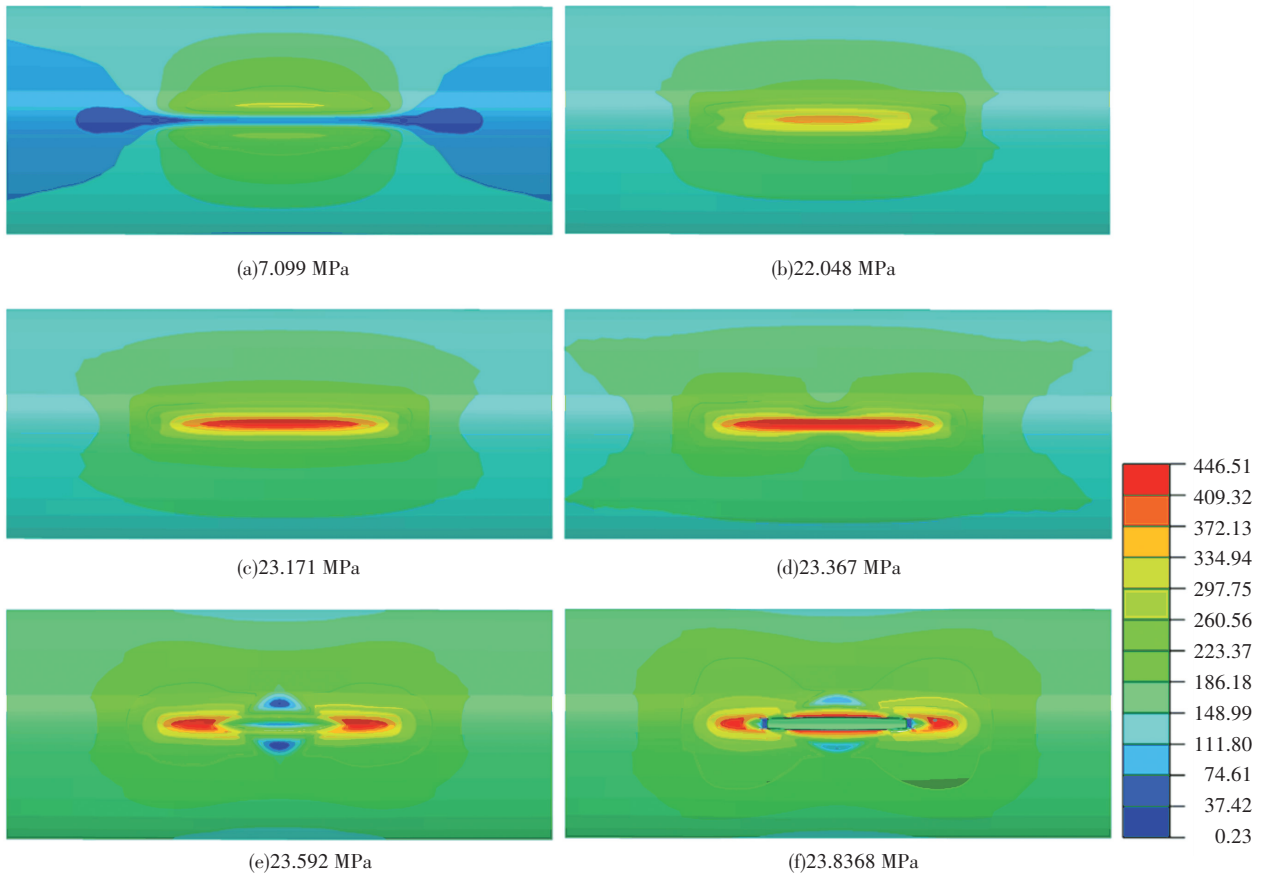 (a)7.099 MPa
(b)22.048 MPa
(c)23.171 MPa
(d)23.367 MPa
(e)23.592 MPa
(f)23.8368 MPa
446.51
409.32
372.13
334.94
297.75
260.56
223.37
186.18
148.99
111.80
74.61
37.42
0.23